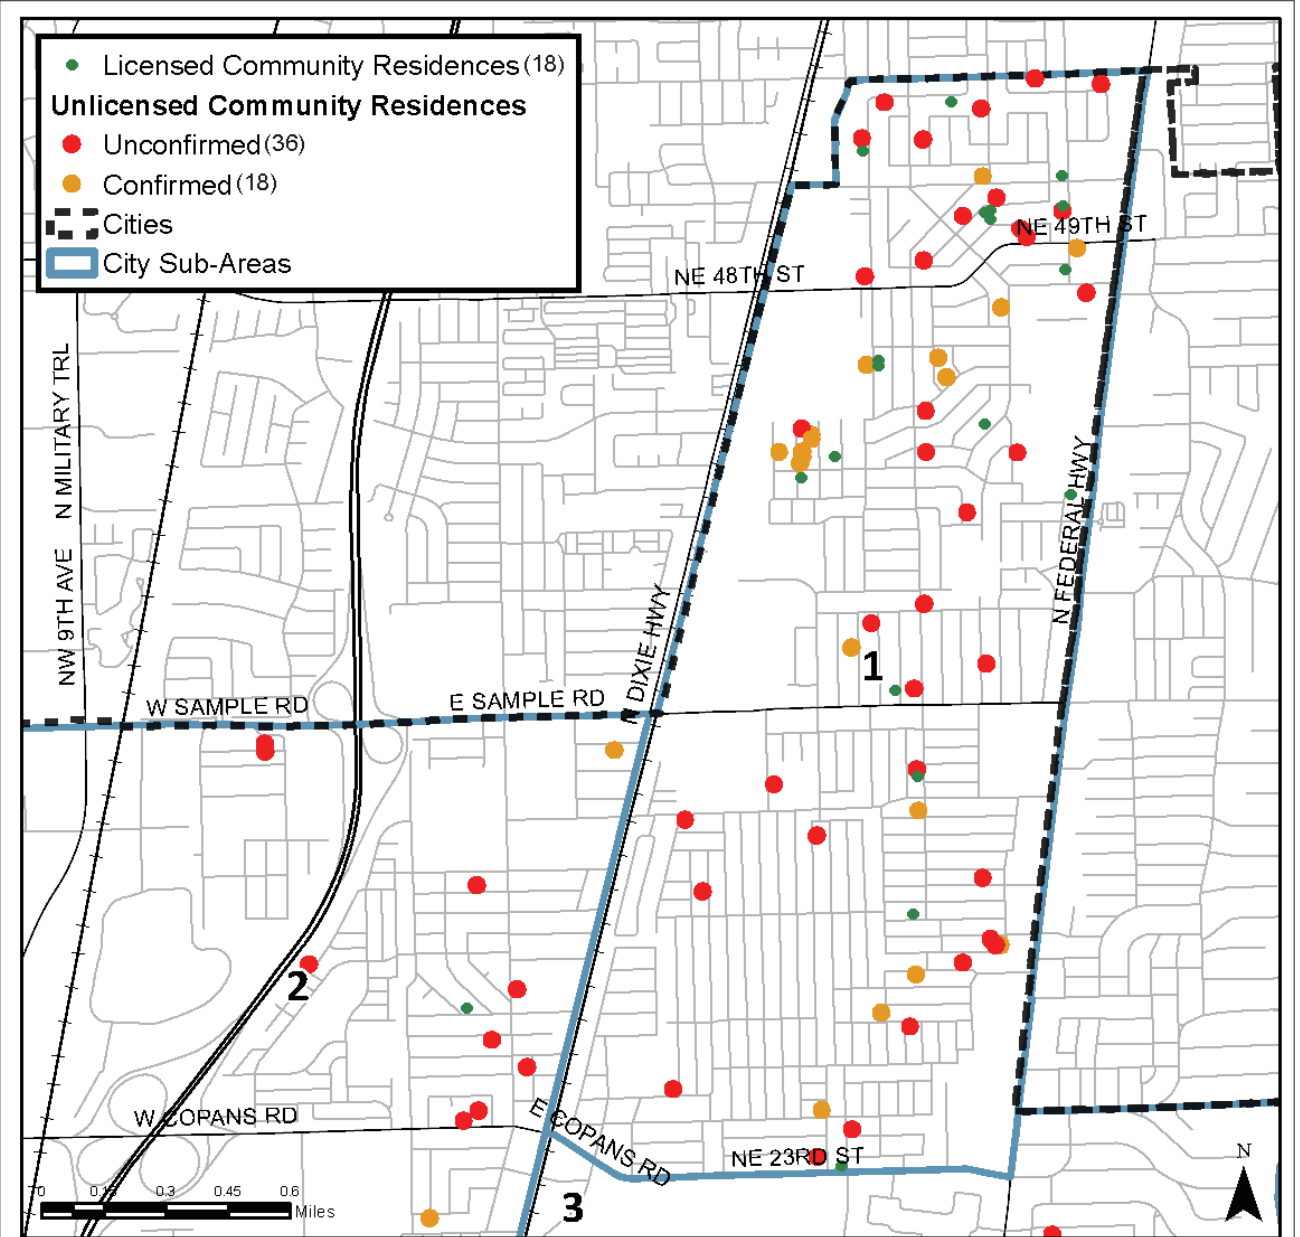 Licensed Community Residences (18)
Unlicensed Community Residences
Unconfirmed (36)
Confirmed (18)
Cities
City Sub-Areas
NE 49TH ST
NE 48TH ST
N MILITARY TRL
NW 9TH AVE
N FEDERAL HWY
N DIXIE HWY
1
W SAMPLE RD
E SAMPLE RD
2
W COPANS RD
E COPANS RD
NE 23RD ST
N
0 0.15 0.3 0.45 0.6
Miles
3